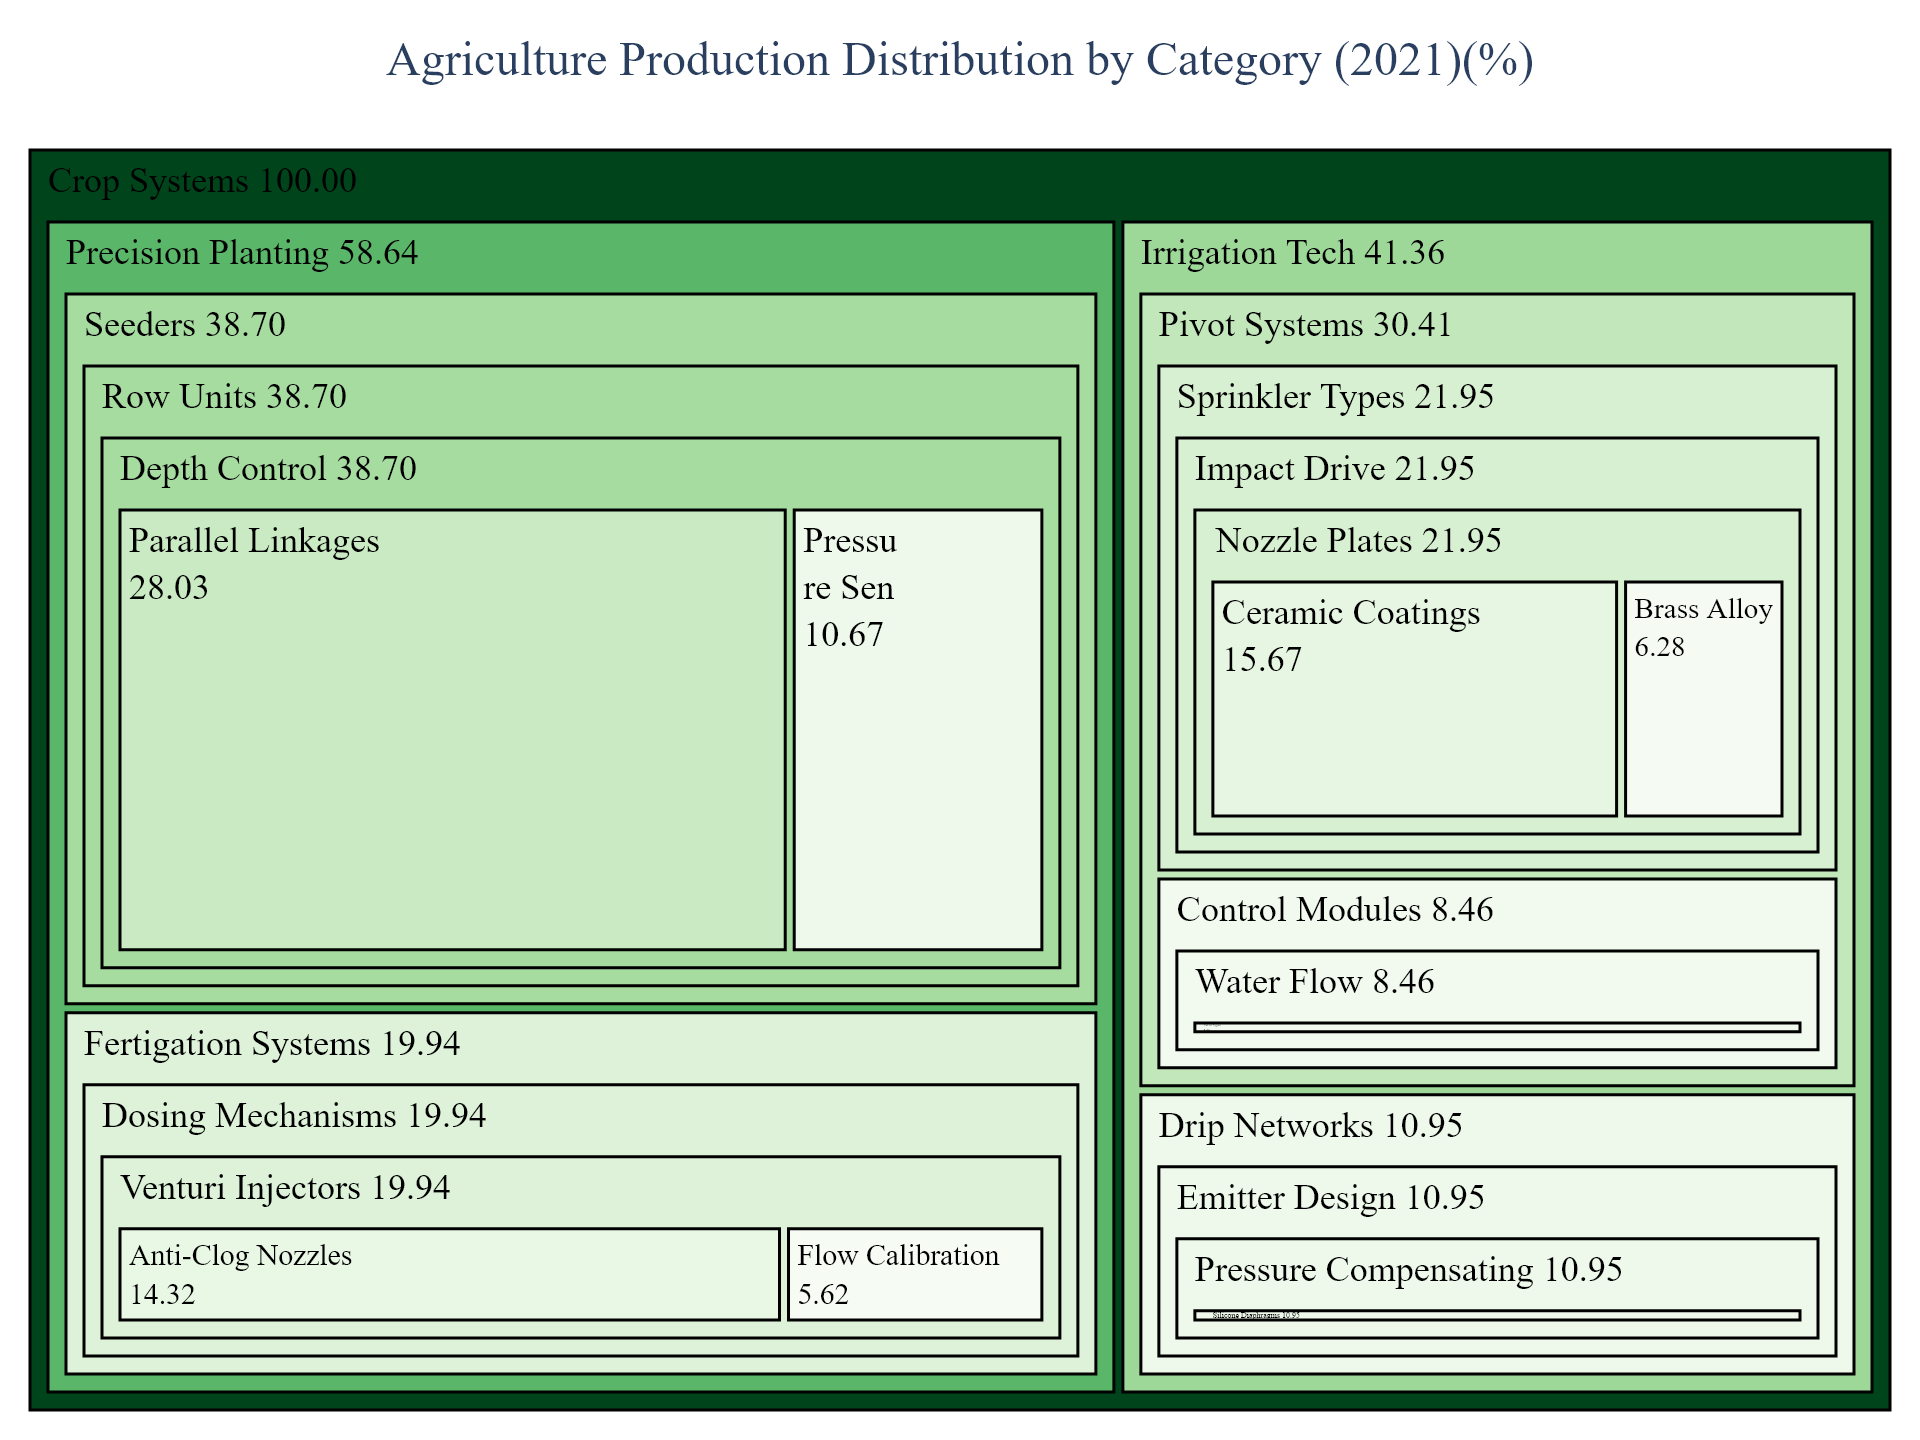 Agriculture Production Distribution by Category (2021)(%)
Crop Systems 100.00
Precision Planting 58.64
Seeders 38.70
Row Units 38.70
Depth Control 38.70
Parallel Linkages
28.03
Pressu
re Sen
10.67
Fertigation Systems 19.94
Dosing Mechanisms 19.94
Venturi Injectors 19.94
Anti-Clog Nozzles
14.32
Flow Calibration
5.62
Irrigation Tech 41.36
Pivot Systems 30.41
Sprinkler Types 21.95
Impact Drive 21.95
Nozzle Plates 21.95
Ceramic Coatings
15.67
Brass Alloy
6.28
Control Modules 8.46
Water Flow 8.46
Drip Networks 10.95
Emitter Design 10.95
Pressure Compensating 10.95
Silicone Diaphragms 10.95